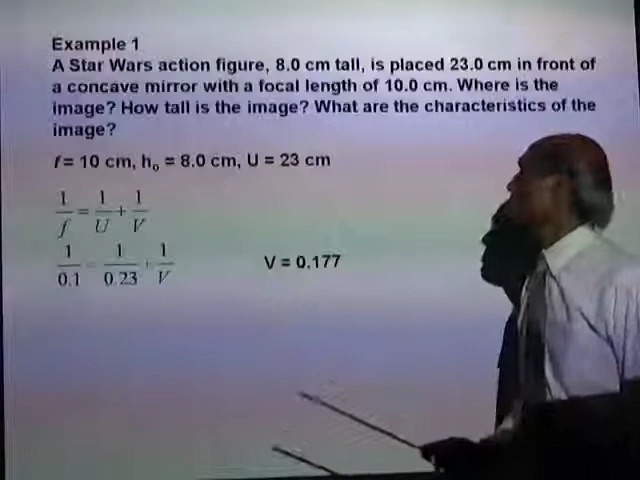 Example 1
A Star Wars action figure, 8.0 cm tall, is placed 23.0 cm in front of
a concave mirror with a focal length of 10.0 cm. Where is the
image? How tall is the image? What are the characteristics of the
image?
f = 10 cm, hₒ = 8.0 cm, U = 23 cm
1/f = 1/U + 1/V
1/0.1 = 1/0.23 + 1/V V = 0.177